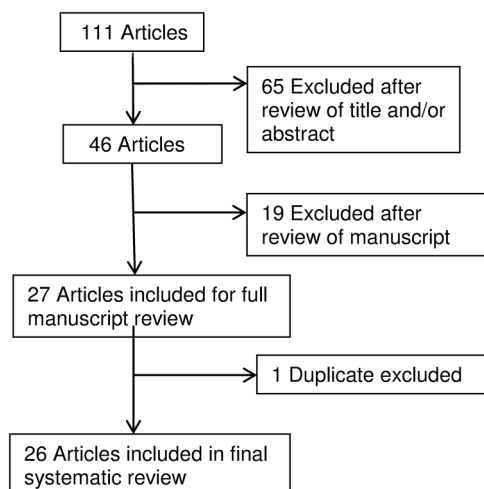 111 Articles
65 Excluded after
review of title and/or
abstract
46 Articles
19 Excluded after
review of manuscript
27 Articles included for full
manuscript review
1 Duplicate excluded
26 Articles included in final
systematic review